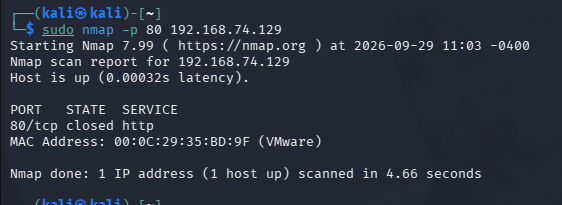 ┌──(kali㉿kali)-[~]
└─$ sudo nmap -p 80 192.168.74.129
Starting Nmap 7.99 ( https://nmap.org ) at 2026-09-29 11:03 -0400
Nmap scan report for 192.168.74.129
Host is up (0.00032s latency).

PORT   STATE  SERVICE
80/tcp closed http
MAC Address: 00:0C:29:35:BD:9F (VMware)

Nmap done: 1 IP address (1 host up) scanned in 4.66 seconds

┌──(kali㉿kali)-[~]